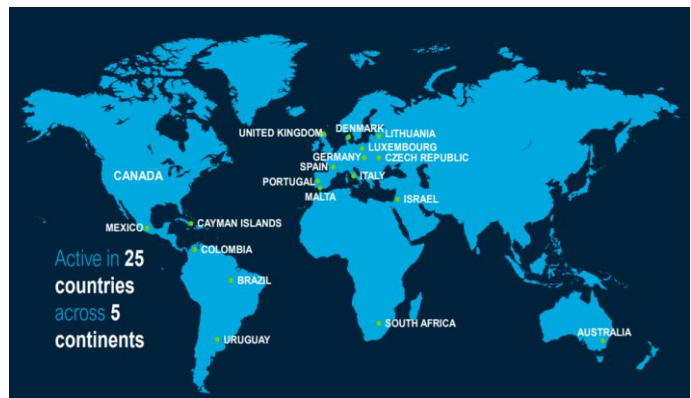 UNITED KINGDOM
DENMARK
LITHUANIA
LUXEMBOURG
GERMANY
CZECH REPUBLIC
SPAIN
ITALY
CANADA
PORTUGAL
MALTA
ISRAEL
MEXICO
CAYMAN ISLANDS
COLOMBIA
Active in 25
countries
across 5
continents
BRAZIL
SOUTH AFRICA
URUGUAY
AUSTRALIA